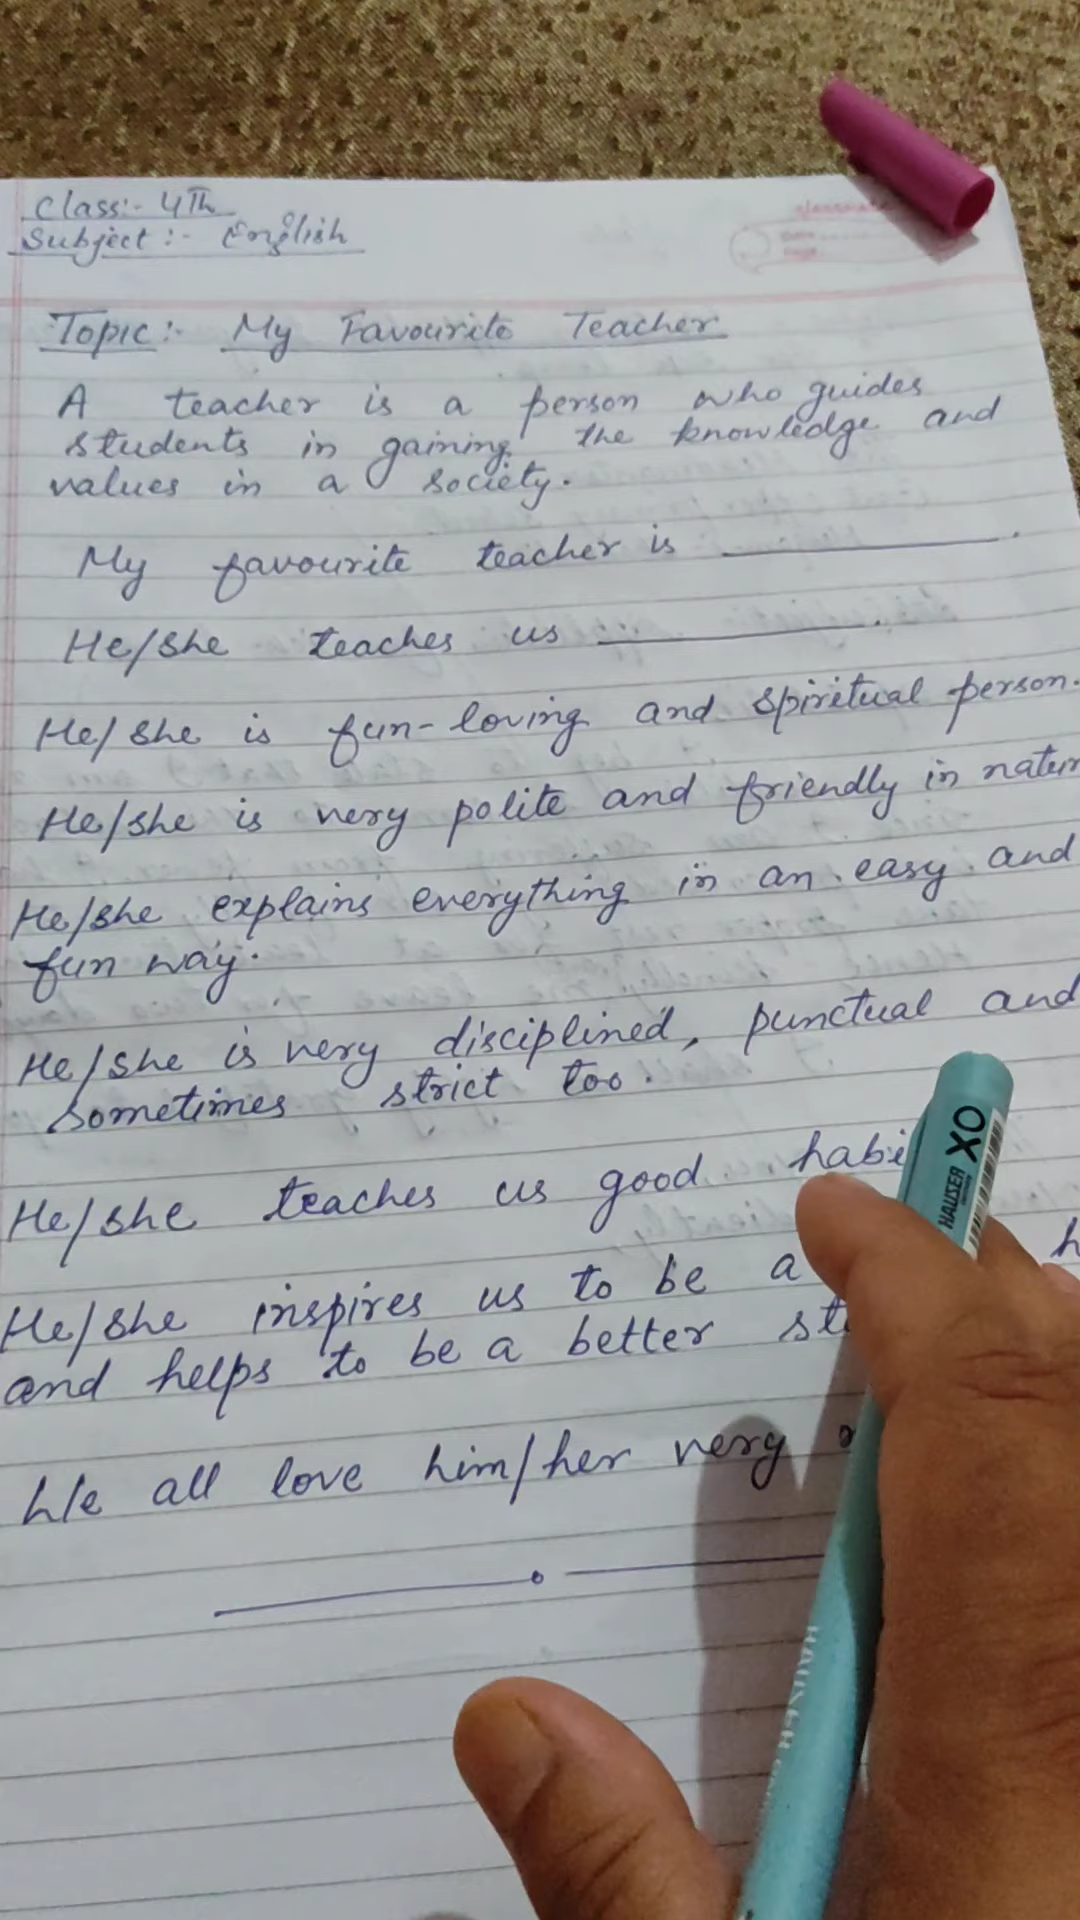 Class:- 4Th
Subject:- English
Topic:- My Favourite Teacher
A teacher is a person who guides
students in gaining the knowledge and
values in a society.
My favourite teacher is ________.
He/she teaches us ________.
He/she is fun-loving and spiritual person.
He/she is very polite and friendly in natur
He/she explains everything in an easy and
fun way.
He/she is very disciplined, punctual and
sometimes strict too.
He/she teaches us good habi
He/she inspires us to be a h
and helps to be a better st
We all love him/her very
HAUSER XO
HAUSER